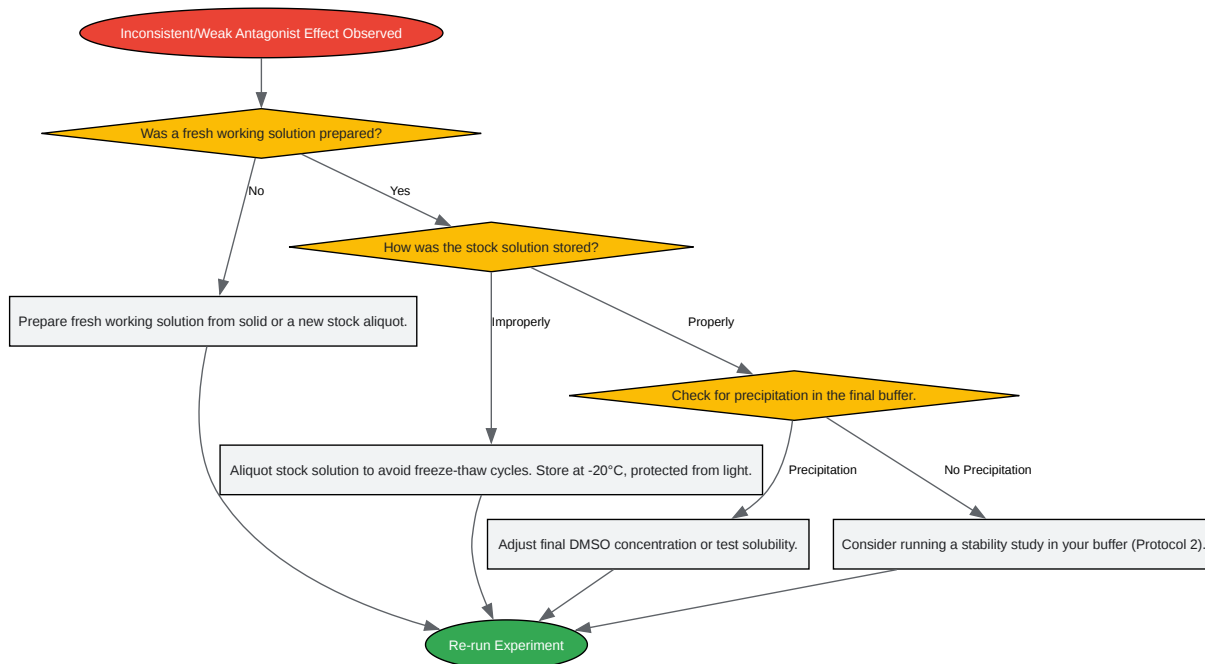 Inconsistent/Weak Antagonist Effect Observed
Was a fresh working solution prepared?
No
Yes
How was the stock solution stored?
Prepare fresh working solution from solid or a new stock aliquot.
Improperly
Properly
Check for precipitation in the final buffer.
Aliquot stock solution to avoid freeze-thaw cycles. Store at -20°C, protected from light.
Precipitation
No Precipitation
Adjust final DMSO concentration or test solubility.
Consider running a stability study in your buffer (Protocol 2).
Re-run Experiment